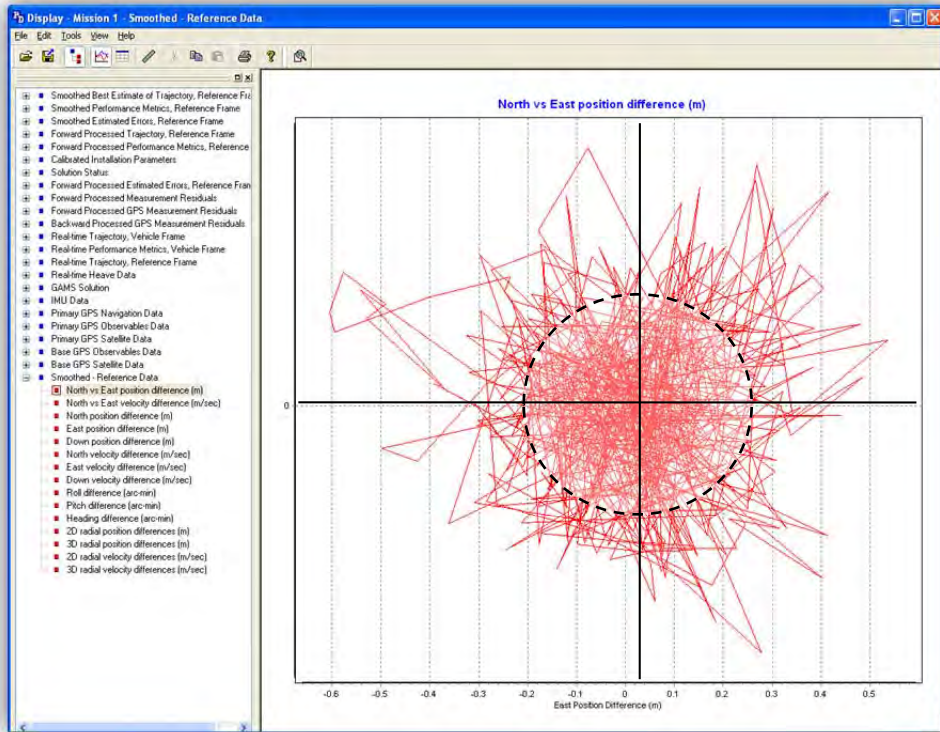 Display - Mission 1 - Smoothed - Reference Data
File Edit Tools View Help
Smoothed Best Estimate of Trajectory, Reference Fra
Smoothed Performance Metrics, Reference Frame
Smoothed Estimated Errors, Reference Frame
Forward Processed Trajectory, Reference Frame
Forward Processed Performance Metrics, Reference
Calibrated Installation Parameters
Solution Status
Forward Processed Estimated Errors, Reference Fran
Forward Processed Measurement Residuals
Forward Processed GPS Measurement Residuals
Backward Processed GPS Measurement Residuals
Real-time Trajectory, Vehicle Frame
Real-time Performance Metrics, Vehicle Frame
Real-time Trajectory, Reference Frame
Real-time Heave Data
GAMS Solution
IMU Data
Primary GPS Navigation Data
Primary GPS Observables Data
Primary GPS Satellite Data
Base GPS Observables Data
Base GPS Satellite Data
Smoothed - Reference Data
North vs East position difference (m)
North vs East velocity difference (m/sec)
North position difference (m)
East position difference (m)
Down position difference (m)
North velocity difference (m/sec)
East velocity difference (m/sec)
Down velocity difference (m/sec)
Roll difference (arc-min)
Pitch difference (arc-min)
Heading difference (arc-min)
2D radial position differences (m)
3D radial position differences (m)
2D radial velocity differences (m/sec)
3D radial velocity differences (m/sec)
North vs East position difference (m)
0
-0.6 -0.5 -0.4 -0.3 -0.2 -0.1 0 0.1 0.2 0.3 0.4 0.5
East Position Difference (m)